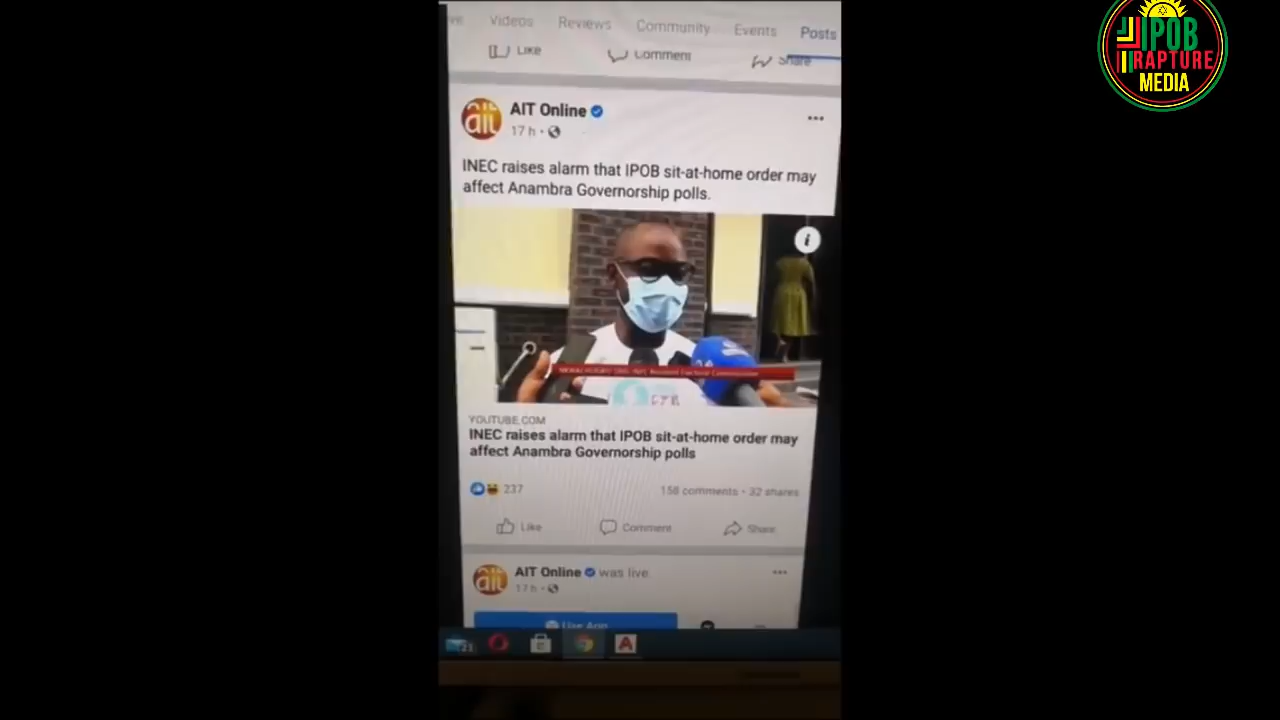 Videos Reviews Community Events Posts
Like Comment Share
AIT Online
17 h
INEC raises alarm that IPOB sit-at-home order may
affect Anambra Governorship polls.
YOUTUBE.COM
INEC raises alarm that IPOB sit-at-home order may
affect Anambra Governorship polls
237 158 comments • 32 shares
Like Comment Share
AIT Online was live.
17 h
Use App
IPOB
RAPTURE
MEDIA